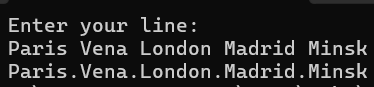 Enter your line:
Paris Vena London Madrid Minsk
Paris.Vena.London.Madrid.Minsk